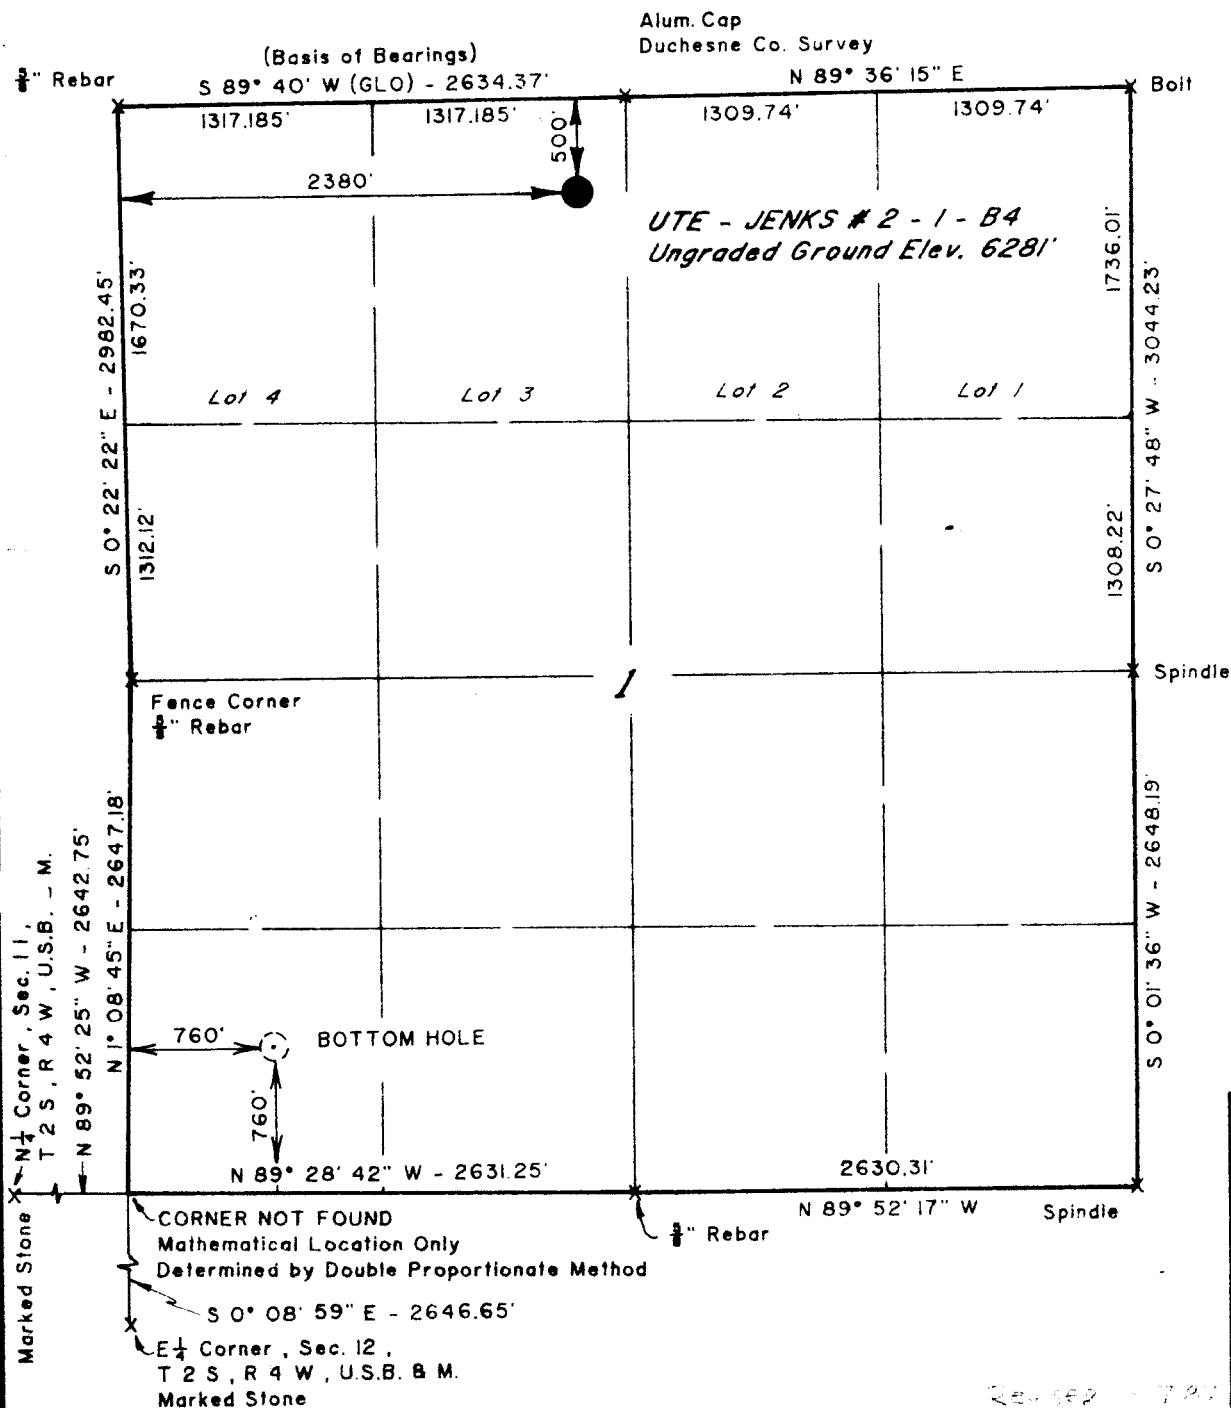 Alum. Cap
Duchesne Co. Survey
(Basis of Bearings)
S 89° 40' W (GLO) - 2634.37'
N 89° 36' 15" E
5/8" Rebar
Bolt
1317.185'
1317.185'
1309.74'
1309.74'
500'
2380'
UTE - JENKS # 2 - 1 - B4
Ungraded Ground Elev. 6281'
S 0° 22' 22" E - 2982.45'
1670.33'
1736.01'
S 0° 27' 48" W - 3044.23'
Lot 4
Lot 3
Lot 2
Lot 1
1312.12'
1308.22'
1
Spindle
Fence Corner
5/8" Rebar
N 1° 08' 45" E - 2647.18'
S 0° 01' 36" W - 2648.19'
N 1/4 Corner, Sec. 11,
T 2 S, R 4 W, U.S.B. - M.
N 89° 52' 25" W - 2642.75'
Marked Stone
760'
BOTTOM HOLE
760'
N 89° 28' 42" W - 2631.25'
2630.31'
N 89° 52' 17" W
Spindle
5/8" Rebar
CORNER NOT FOUND
Mathematical Location Only
Determined by Double Proportionate Method
S 0° 08' 59" E - 2646.65'
E 1/4 Corner, Sec. 12,
T 2 S, R 4 W, U.S.B. & M.
Marked Stone